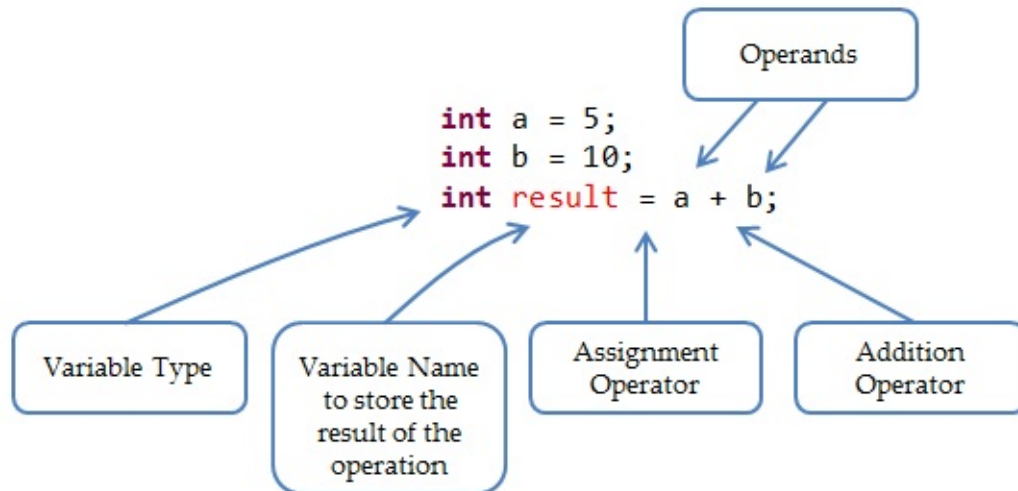 Operands
int a = 5;
int b = 10;
int result = a + b;
Variable Type
Variable Name
to store the
result of the
operation
Assignment
Operator
Addition
Operator